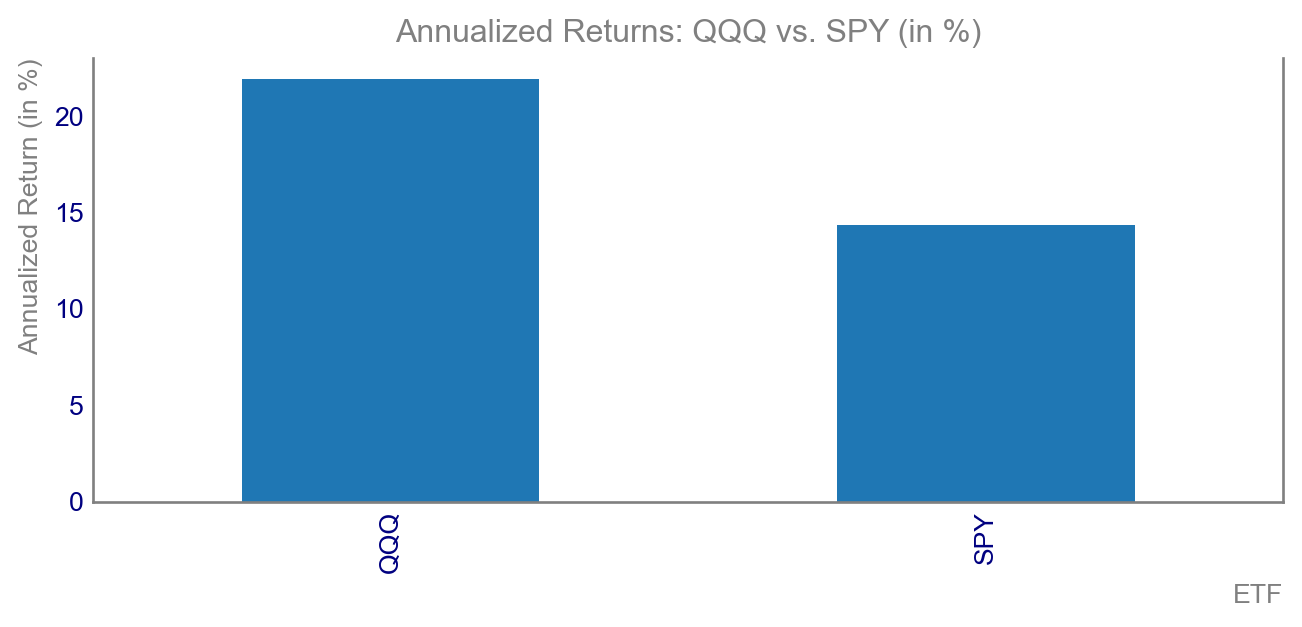 Annualized Returns: QQQ vs. SPY (in %)
Annualized Return (in %)
20
15
10
5
0
QQQ
SPY
ETF